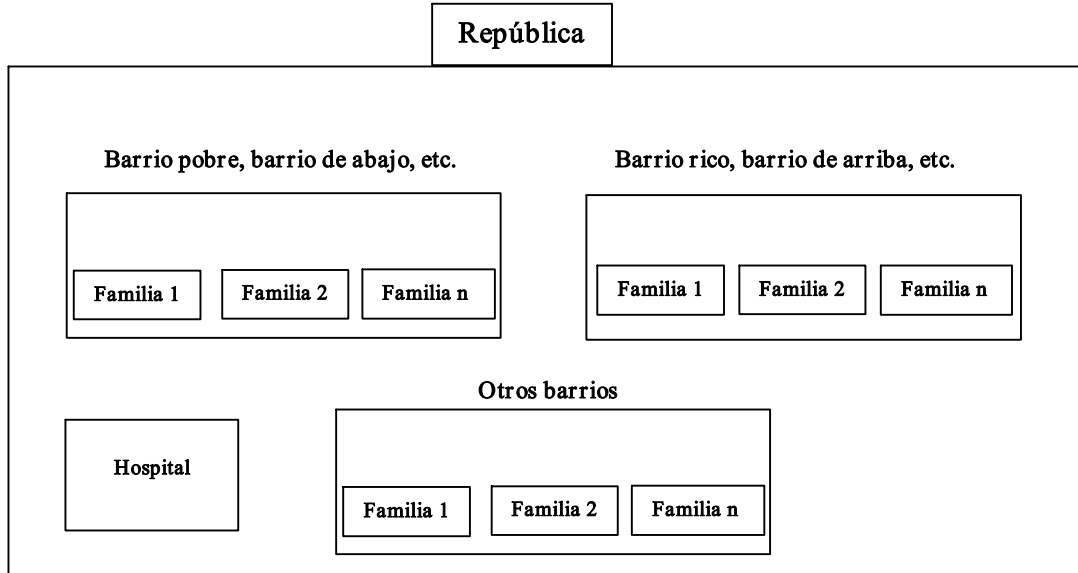 República
Barrio pobre, barrio de abajo, etc.
Barrio rico, barrio de arriba, etc.
Familia 1
Familia 2
Familia n
Familia 1
Familia 2
Familia n
Otros barrios
Hospital
Familia 1
Familia 2
Familia n